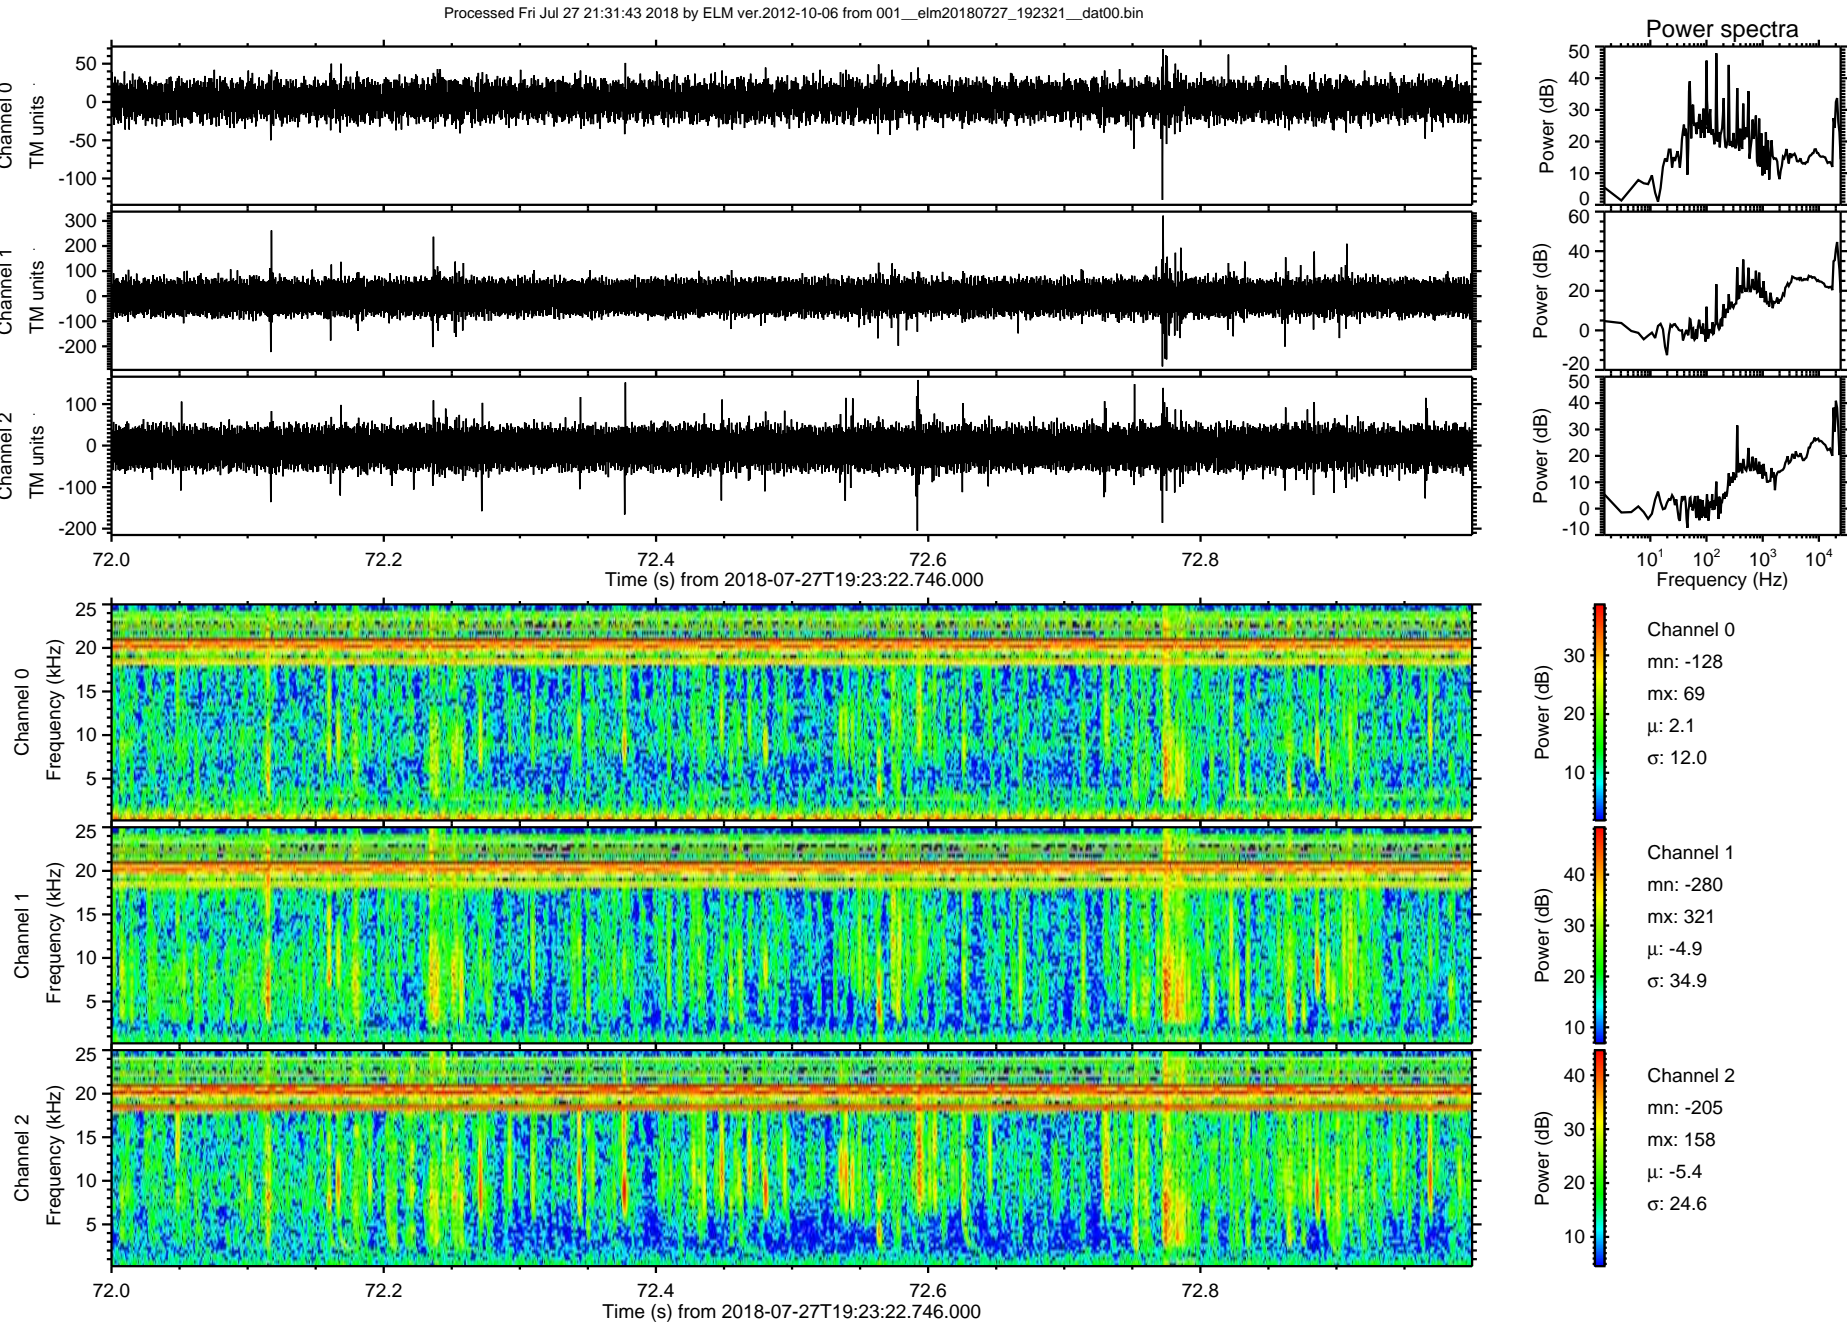 Processed Fri Jul 27 21:31:43 2018 by ELM ver.2012-10-06 from 001__elm20180727_192321__dat00.bin
Power spectra
Channel 0
TM units
50
0
-50
-100
Power (dB)
50
40
30
20
10
0
Channel 1
TM units
300
200
100
0
-100
-200
Power (dB)
60
40
20
0
-20
Channel 2
TM units
100
0
-100
-200
Power (dB)
50
40
30
20
10
0
-10
72.0 72.2 72.4 72.6 72.8
Time (s) from 2018-07-27T19:23:22.746.000
10¹ 10² 10³ 10⁴
Frequency (Hz)
Channel 0
Frequency (kHz)
25
20
15
10
5
Power (dB)
30
20
10
Channel 0
mn: -128
mx: 69
μ: 2.1
σ: 12.0
Channel 1
Frequency (kHz)
25
20
15
10
5
Power (dB)
40
30
20
10
Channel 1
mn: -280
mx: 321
μ: -4.9
σ: 34.9
Channel 2
Frequency (kHz)
25
20
15
10
5
Power (dB)
40
30
20
10
Channel 2
mn: -205
mx: 158
μ: -5.4
σ: 24.6
72.0 72.2 72.4 72.6 72.8
Time (s) from 2018-07-27T19:23:22.746.000